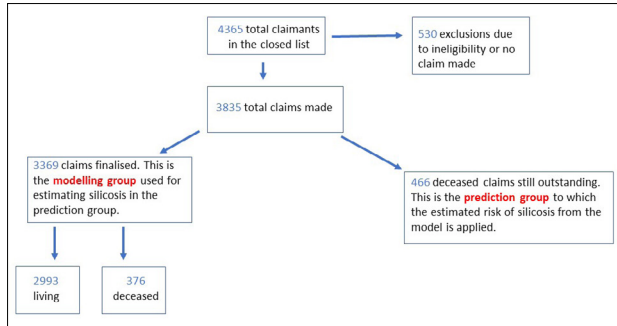 4365 total claimants
in the closed list
530 exclusions due
to ineligibility or no
claim made
3835 total claims made
3369 claims finalised. This is
the modelling group used for
estimating silicosis in the
prediction group.
466 deceased claims still outstanding.
This is the prediction group to which
the estimated risk of silicosis from the
model is applied.
2993
living
376
deceased